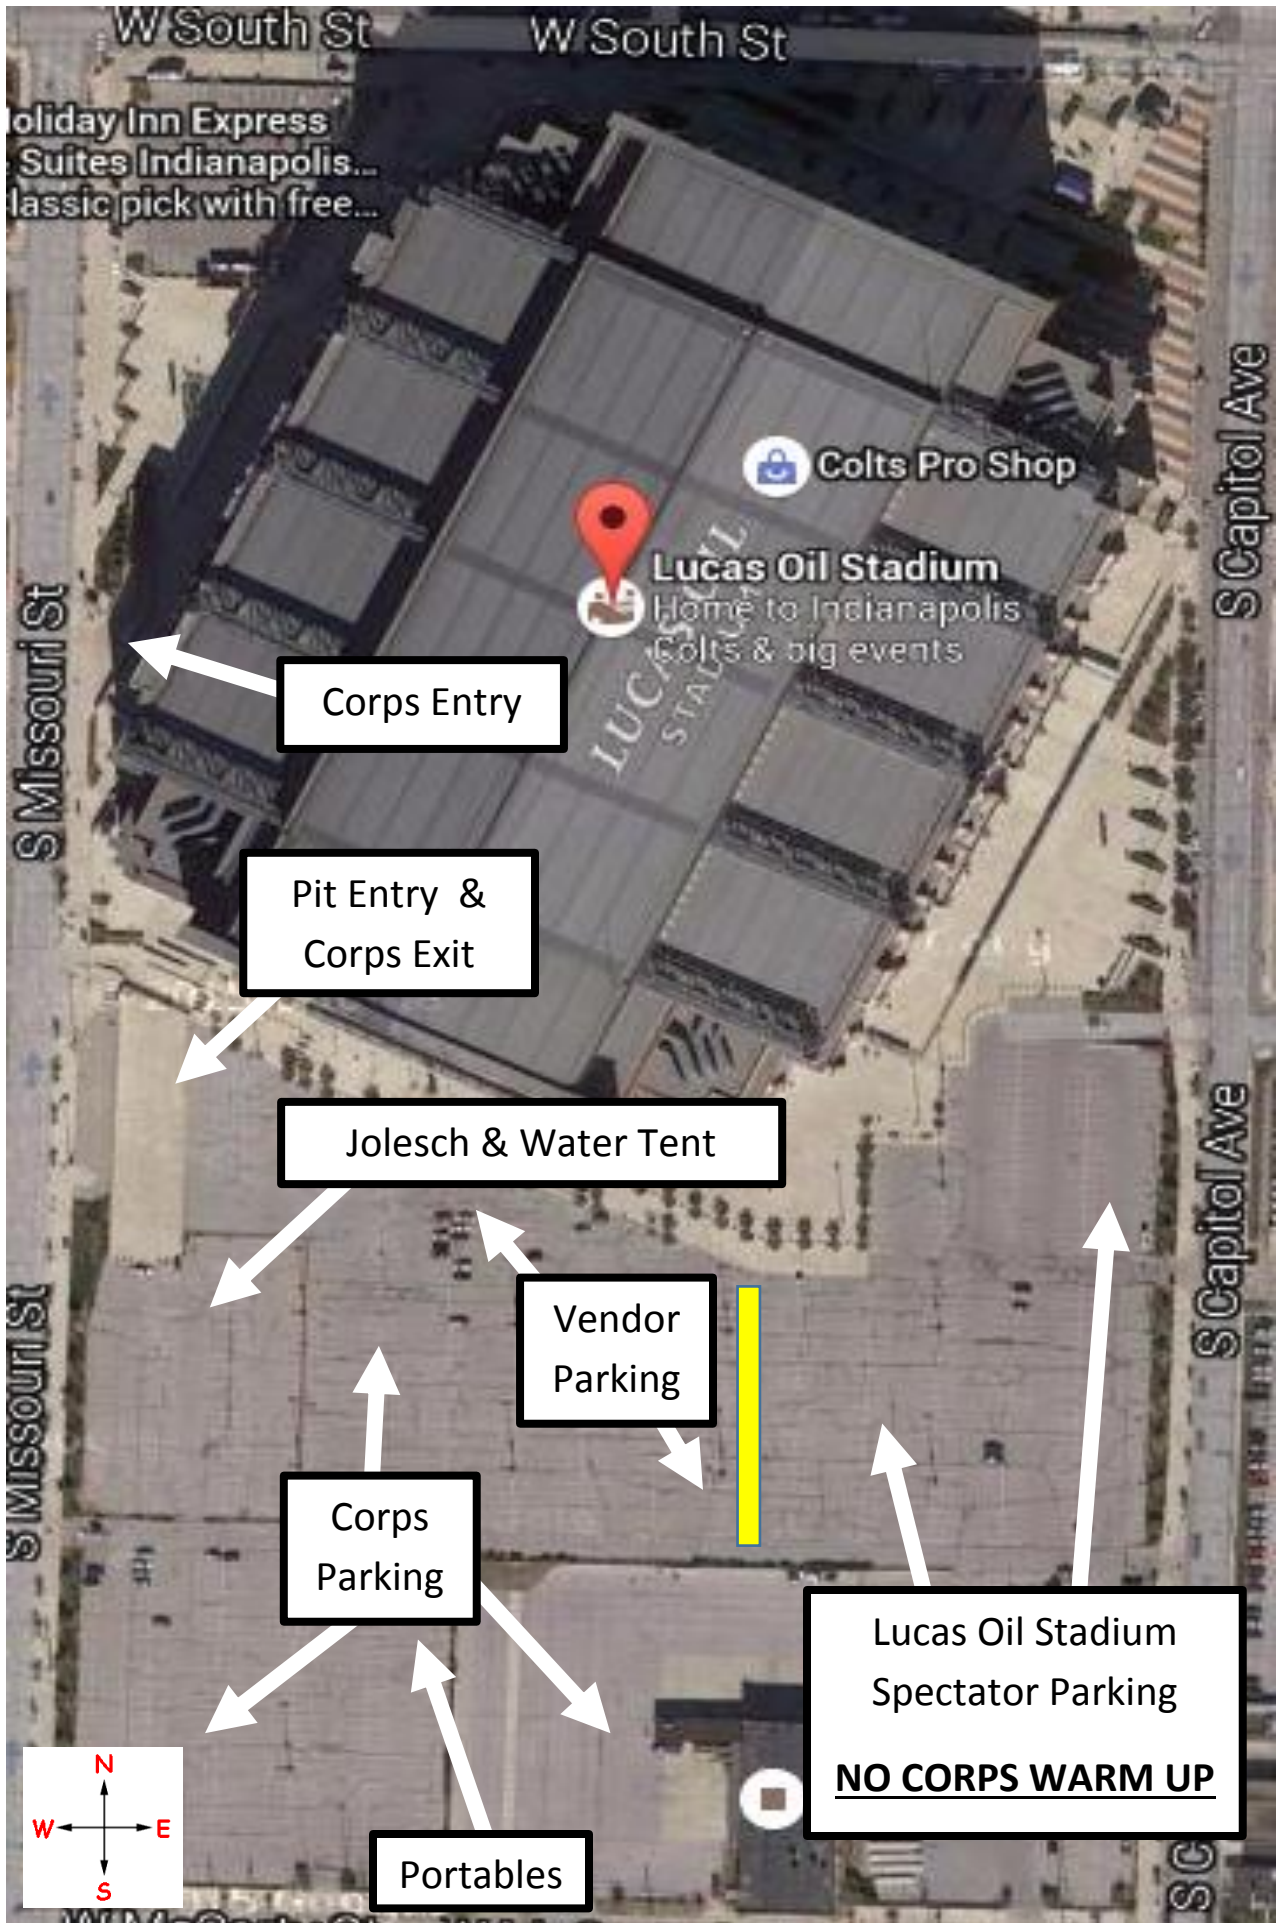 W South St
W South St
Holiday Inn Express
Suites Indianapolis...
lassic pick with free...
S Capitol Ave
Colts Pro Shop
Lucas Oil Stadium
Home to Indianapolis
Colts & big events
LUCAS OIL
STADIUM
S Missouri St
Corps Entry
Pit Entry &
Corps Exit
Jolesch & Water Tent
S Capitol Ave
Vendor
Parking
S Missouri St
Corps
Parking
Lucas Oil Stadium
Spectator Parking
NO CORPS WARM UP
N
W E
S
Portables
S C